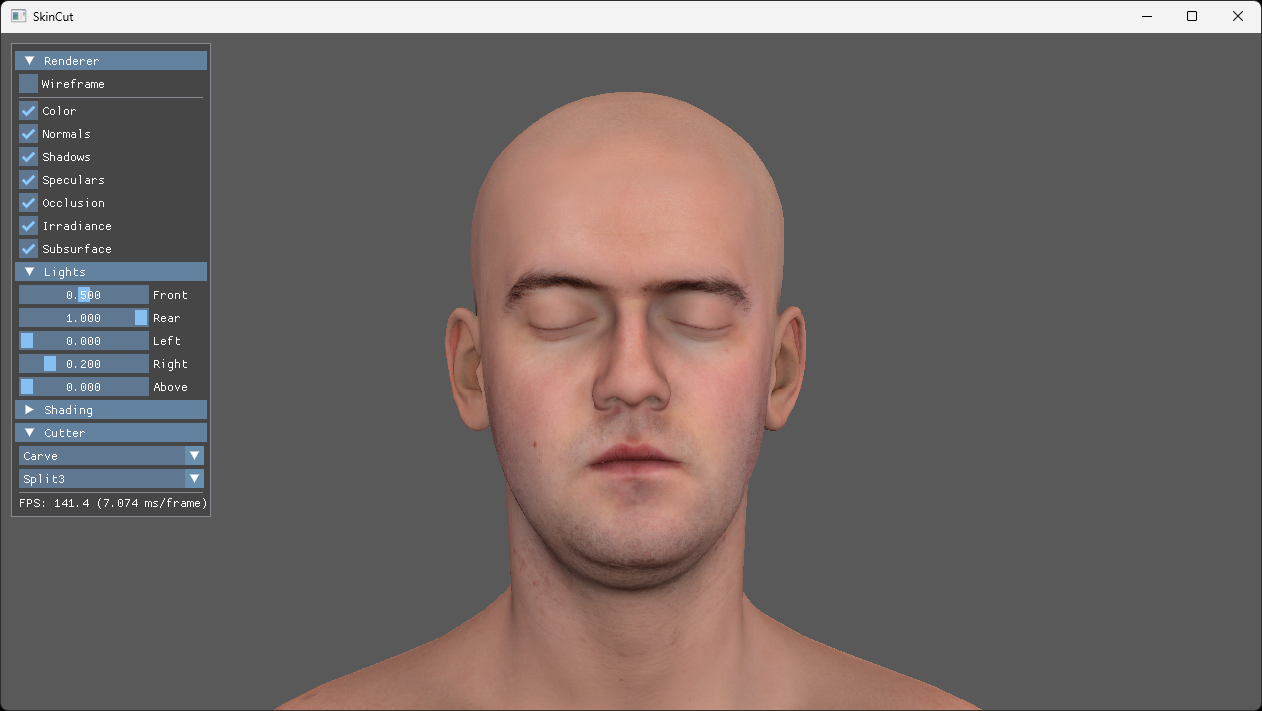 SkinCut
Renderer
Wireframe
Color
Normals
Shadows
Speculars
Occlusion
Irradiance
Subsurface
Lights
0.500 Front
1.000 Rear
0.000 Left
0.200 Right
0.000 Above
Shading
Cutter
Carve
Split3
FPS: 141.4 (7.074 ms/frame)